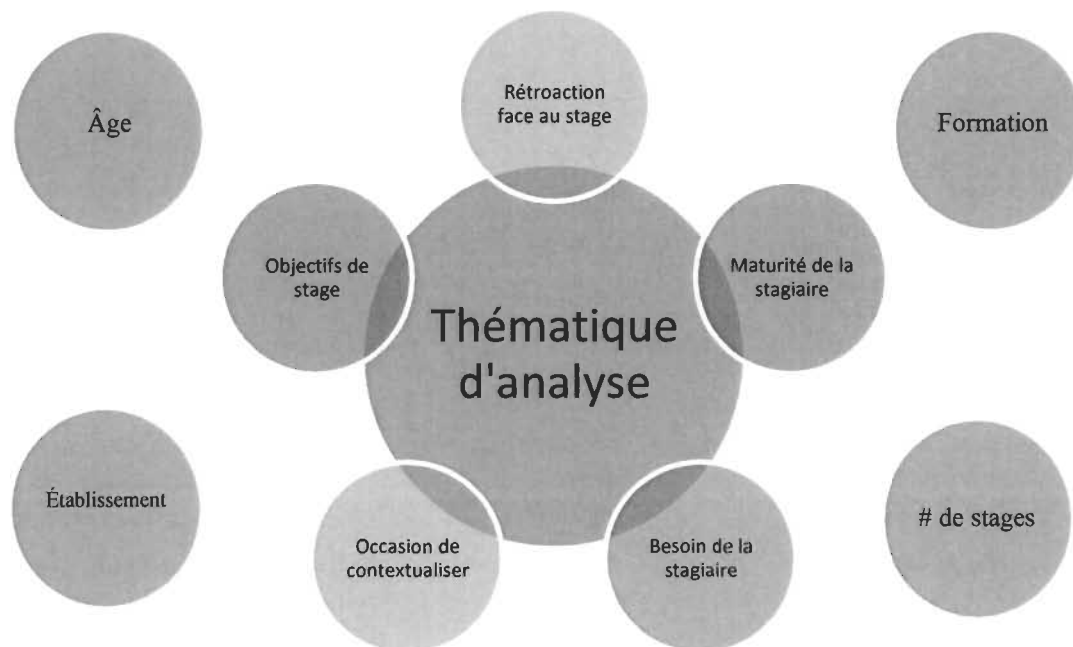 Rétroaction
face au stage
Âge
Formation
Objectifs de
stage
Maturité de la
stagiaire
Thématique
d'analyse
Établissement
# de stages
Occasion de
contextualiser
Besoin de la
stagiaire